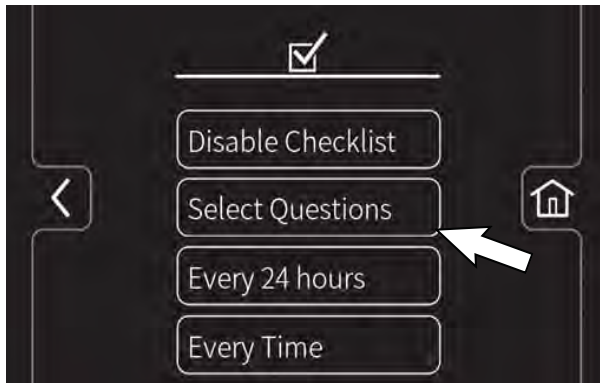 Disable Checklist
Select Questions
Every 24 hours
Every Time